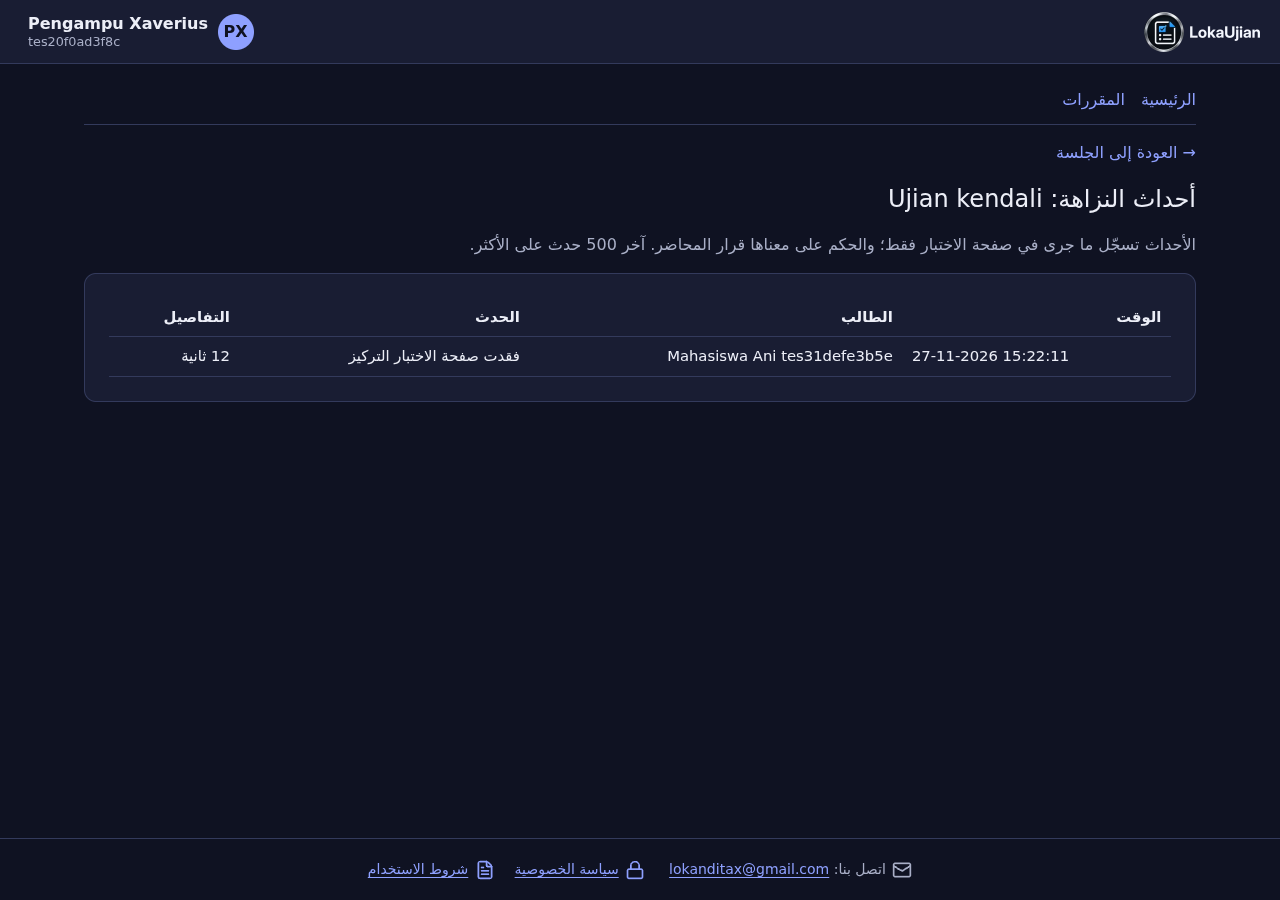 LokaUjian
Pengampu Xaverius
tes20f0ad3f8c
PX
الرئيسية المقررات
→ العودة إلى الجلسة
أحداث النزاهة: Ujian kendali
الأحداث تسجّل ما جرى في صفحة الاختبار فقط؛ والحكم على معناها قرار المحاضر. آخر 500 حدث على الأكثر.
الوقت الطالب الحدث التفاصيل
27-11-2026 15:22:11 Mahasiswa Ani tes31defe3b5e فقدت صفحة الاختبار التركيز 12 ثانية
اتصل بنا: lokanditax@gmail.com سياسة الخصوصية شروط الاستخدام